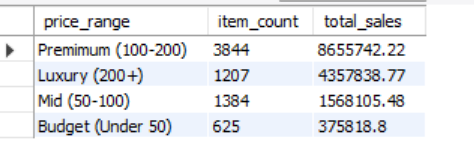 price_range item_count total_sales
Premimum (100-200) 3844 8655742.22
Luxury (200+) 1207 4357838.77
Mid (50-100) 1384 1568105.48
Budget (Under 50) 625 375818.8